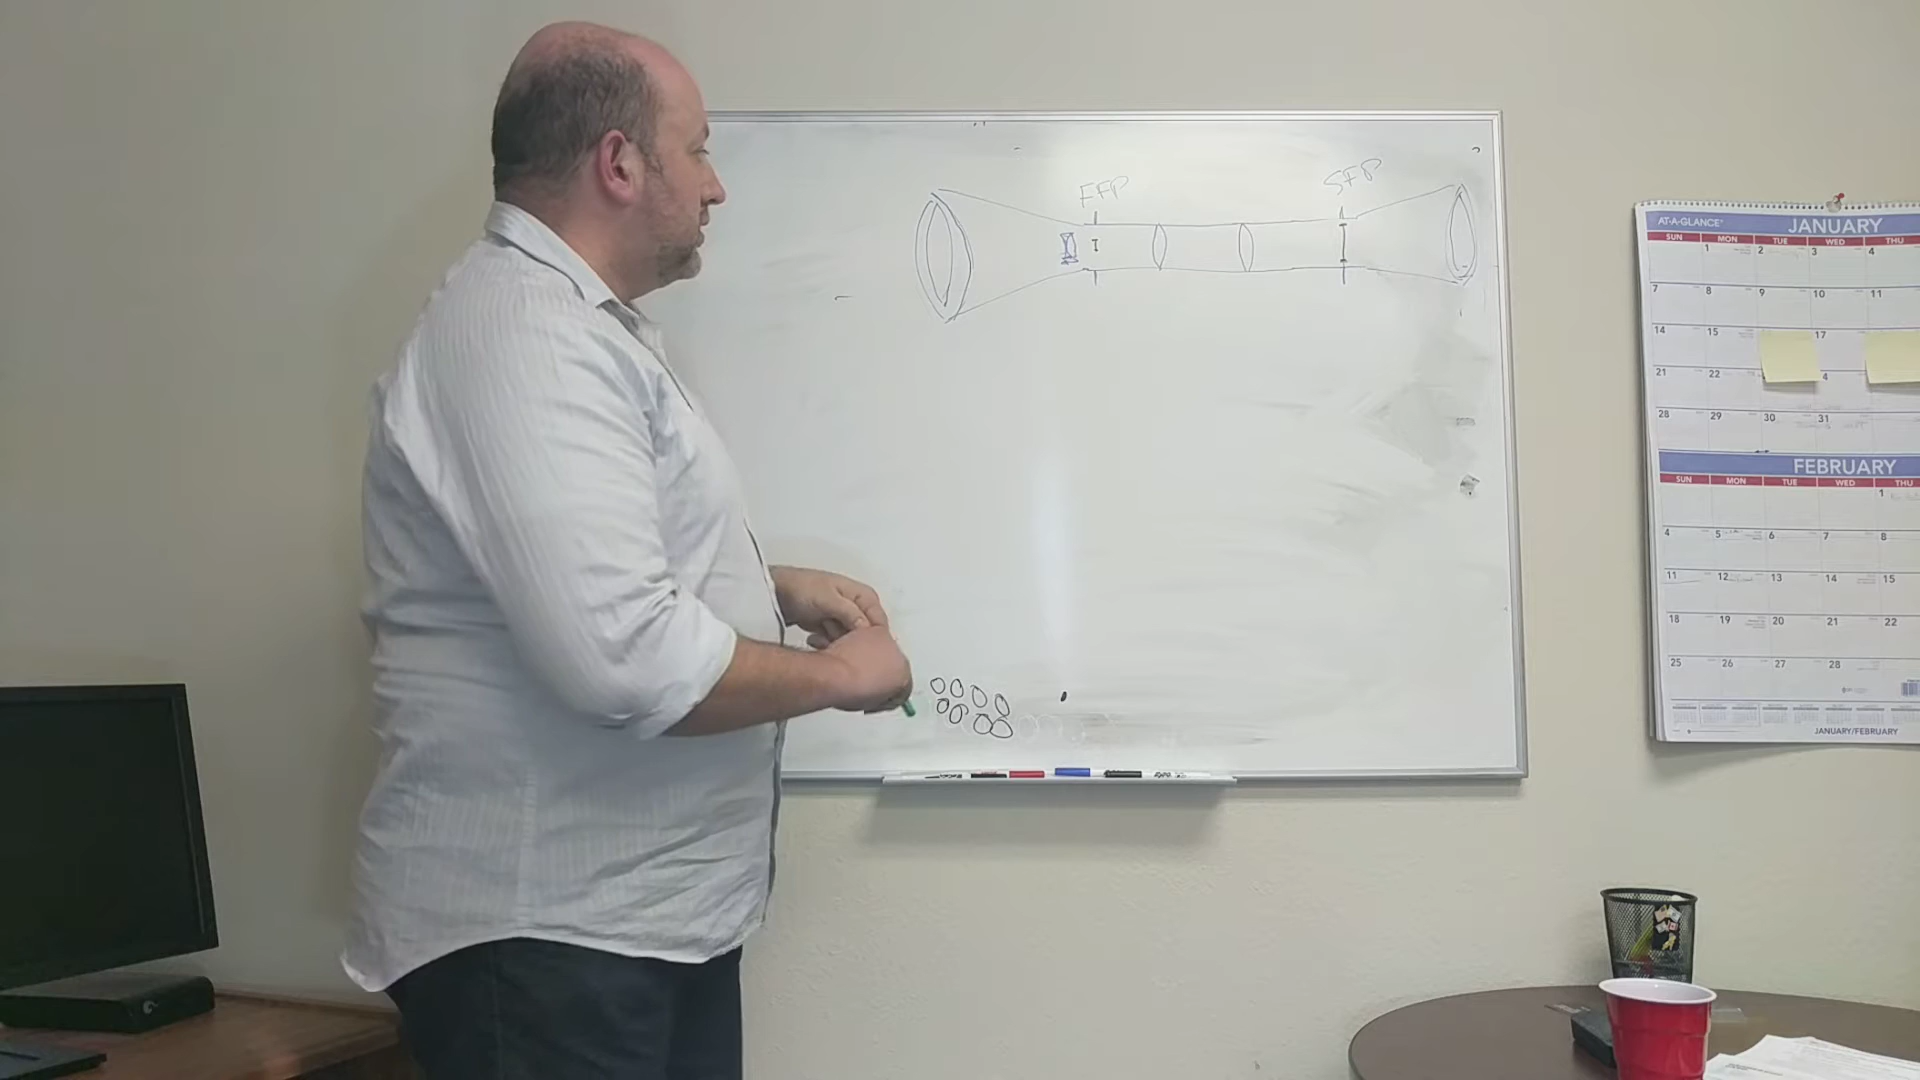 FFP
SFP
AT-A-GLANCE
JANUARY
SUN MON TUE WED THU
1 2 3 4
7 8 9 10 11
14 15 17
21 22 4
28 29 30 31
FEBRUARY
SUN MON TUE WED THU
1
4 5 6 7 8
11 12 13 14 15
18 19 20 21 22
25 26 27 28
JANUARY/FEBRUARY